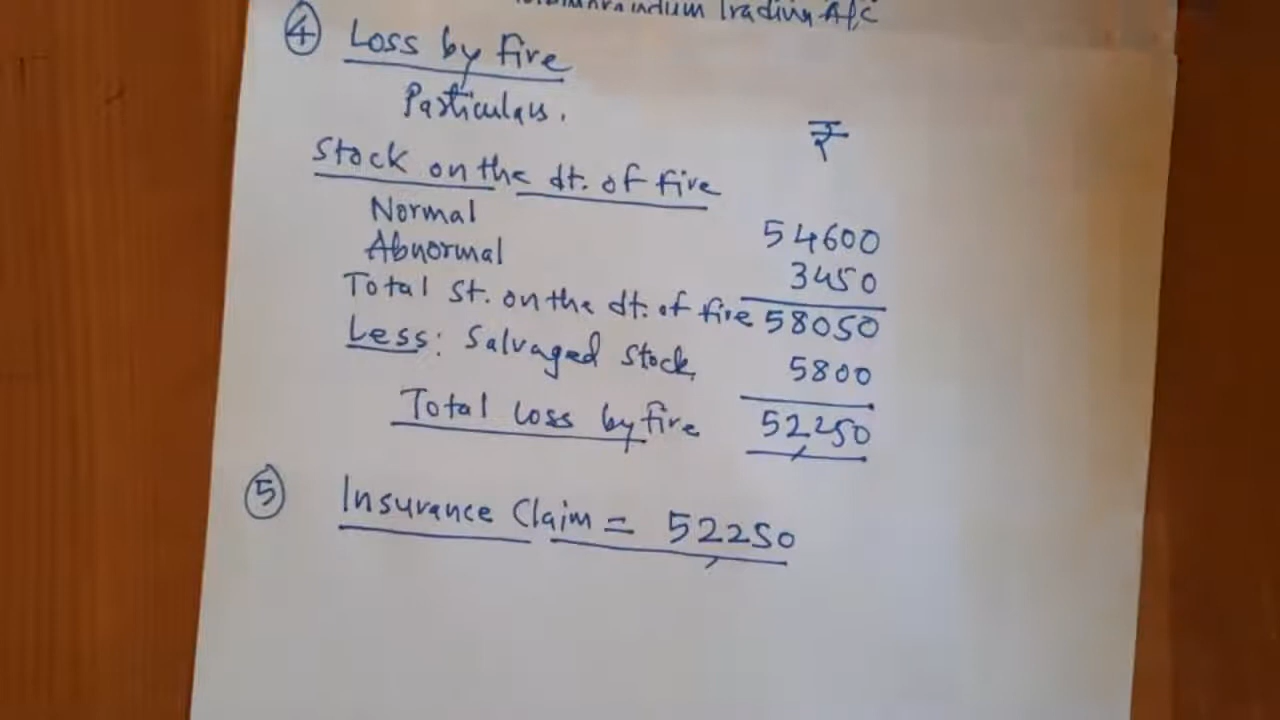 Trading A/c
④ Loss by fire
Particulars.
₹
Stock on the dt. of fire
Normal 54600
Abnormal 3450
Total St. on the dt. of fire 58050
Less: Salvaged Stock 5800
Total loss by fire 52250
⑤ Insurance Claim = 52250